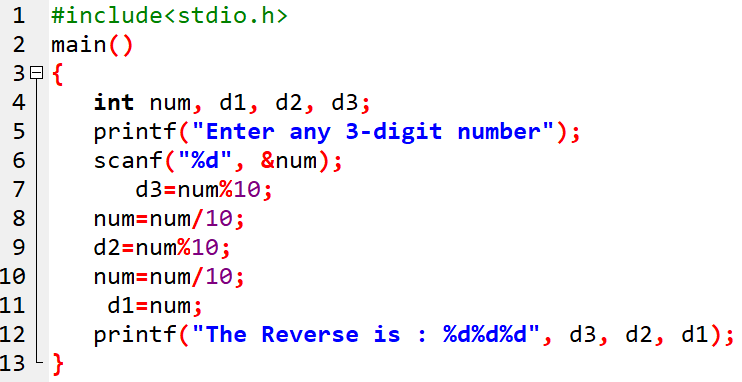 1 #include<stdio.h>
2 main()
3 {
4 int num, d1, d2, d3;
5 printf("Enter any 3-digit number");
6 scanf("%d", &num);
7 d3=num%10;
8 num=num/10;
9 d2=num%10;
10 num=num/10;
11 d1=num;
12 printf("The Reverse is : %d%d%d", d3, d2, d1);
13 }